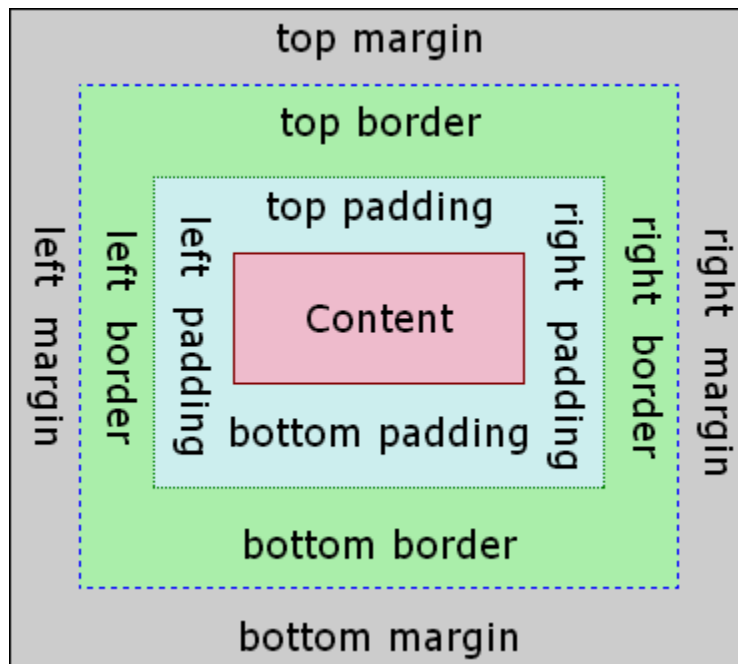 top margin
top border
top padding
left margin
left border
left padding
Content
right padding
right border
right margin
bottom padding
bottom border
bottom margin